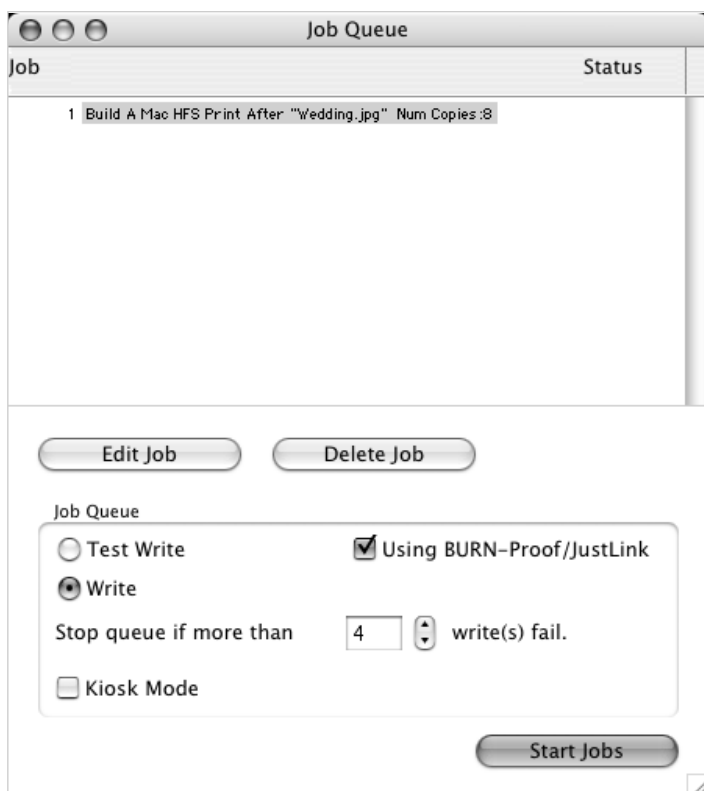 Job Queue
Job Status
1 Build A Mac HFS Print After "Wedding.jpg" Num Copies:8
Edit Job Delete Job
Job Queue
Test Write Using BURN-Proof/JustLink
Write
Stop queue if more than 4 write(s) fail.
Kiosk Mode
Start Jobs